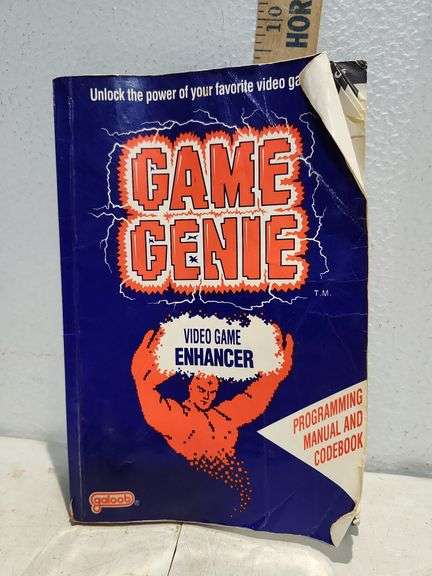 10
HOR
Unlock the power of your favorite video ga
GAME
GENIE
T.M.
VIDEO GAME
ENHANCER
PROGRAMMING
MANUAL AND
CODEBOOK
galoob®